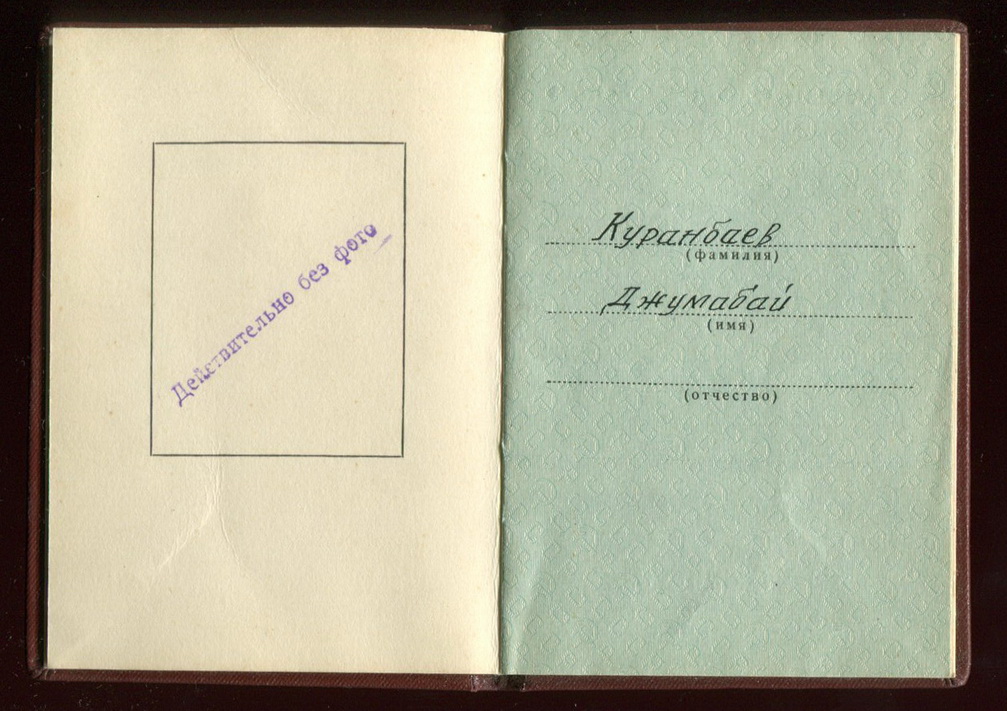 Действительно без фото
Куранбаев
(фамилия)
Джумабай
(имя)
(отчество)